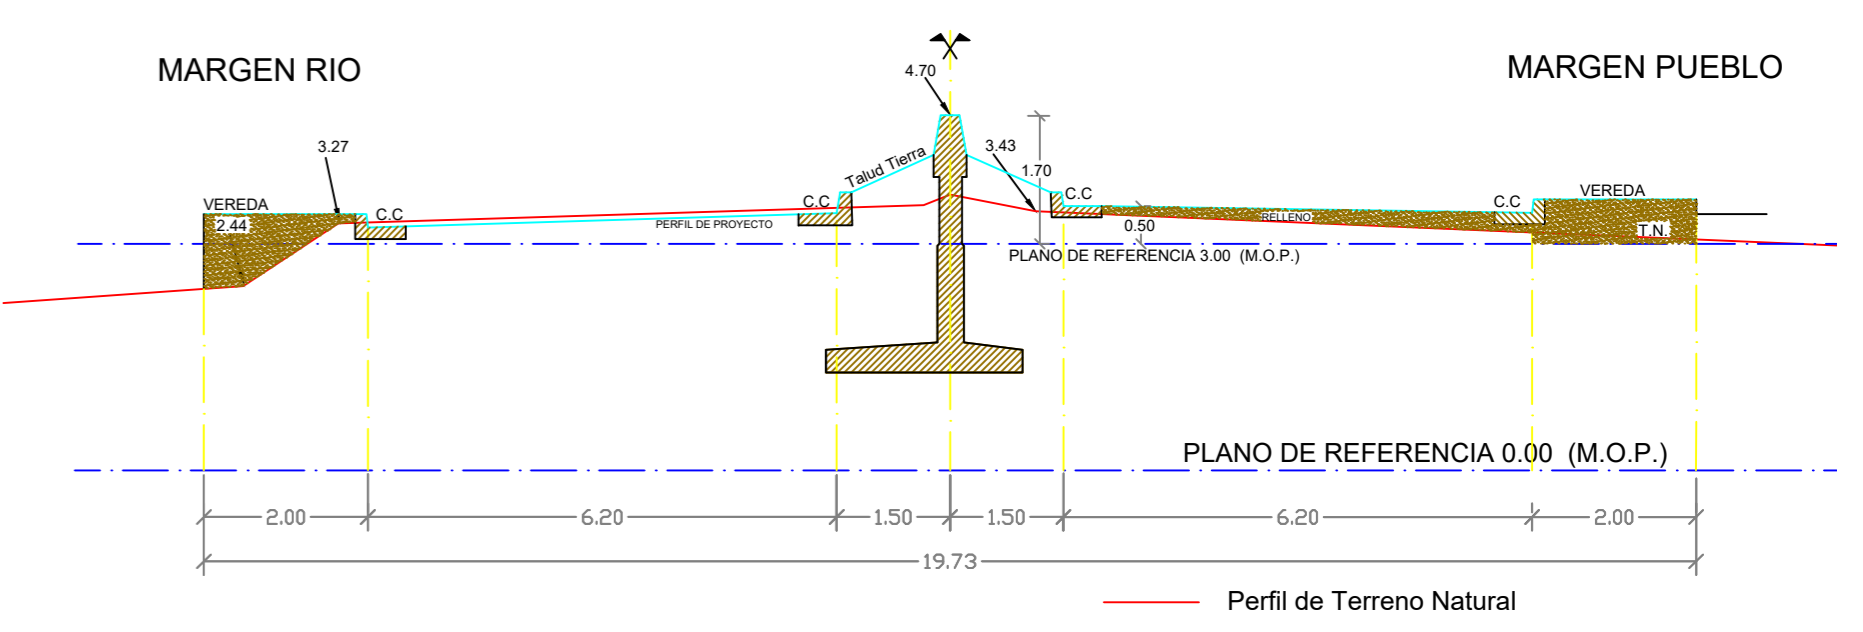 MARGEN RIO
MARGEN PUEBLO
4.70
3.27
3.43
1.70
Talud Tierra
VEREDA
2.44
C.C
C.C
C.C
C.C
VEREDA
PERFIL DE PROYECTO
RELLENO
0.50
T.N.
PLANO DE REFERENCIA 3.00 (M.O.P.)
PLANO DE REFERENCIA 0.00 (M.O.P.)
2.00
6.20
1.50
1.50
6.20
2.00
19.73
Perfil de Terreno Natural